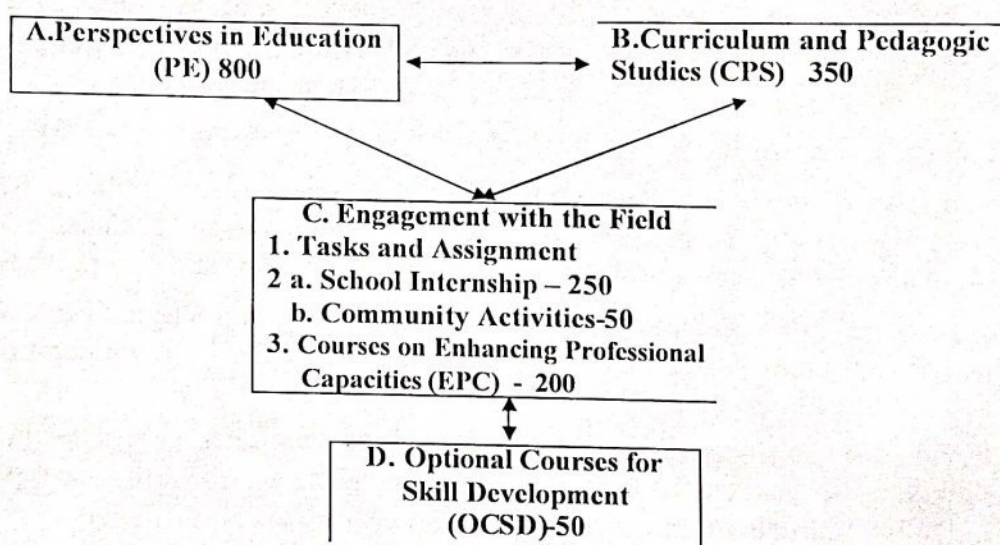 A.Perspectives in Education
(PE) 800
B.Curriculum and Pedagogic
Studies (CPS) 350
C. Engagement with the Field
1. Tasks and Assignment
2 a. School Internship – 250
b. Community Activities-50
3. Courses on Enhancing Professional
Capacities (EPC) - 200
D. Optional Courses for
Skill Development
(OCSD)-50